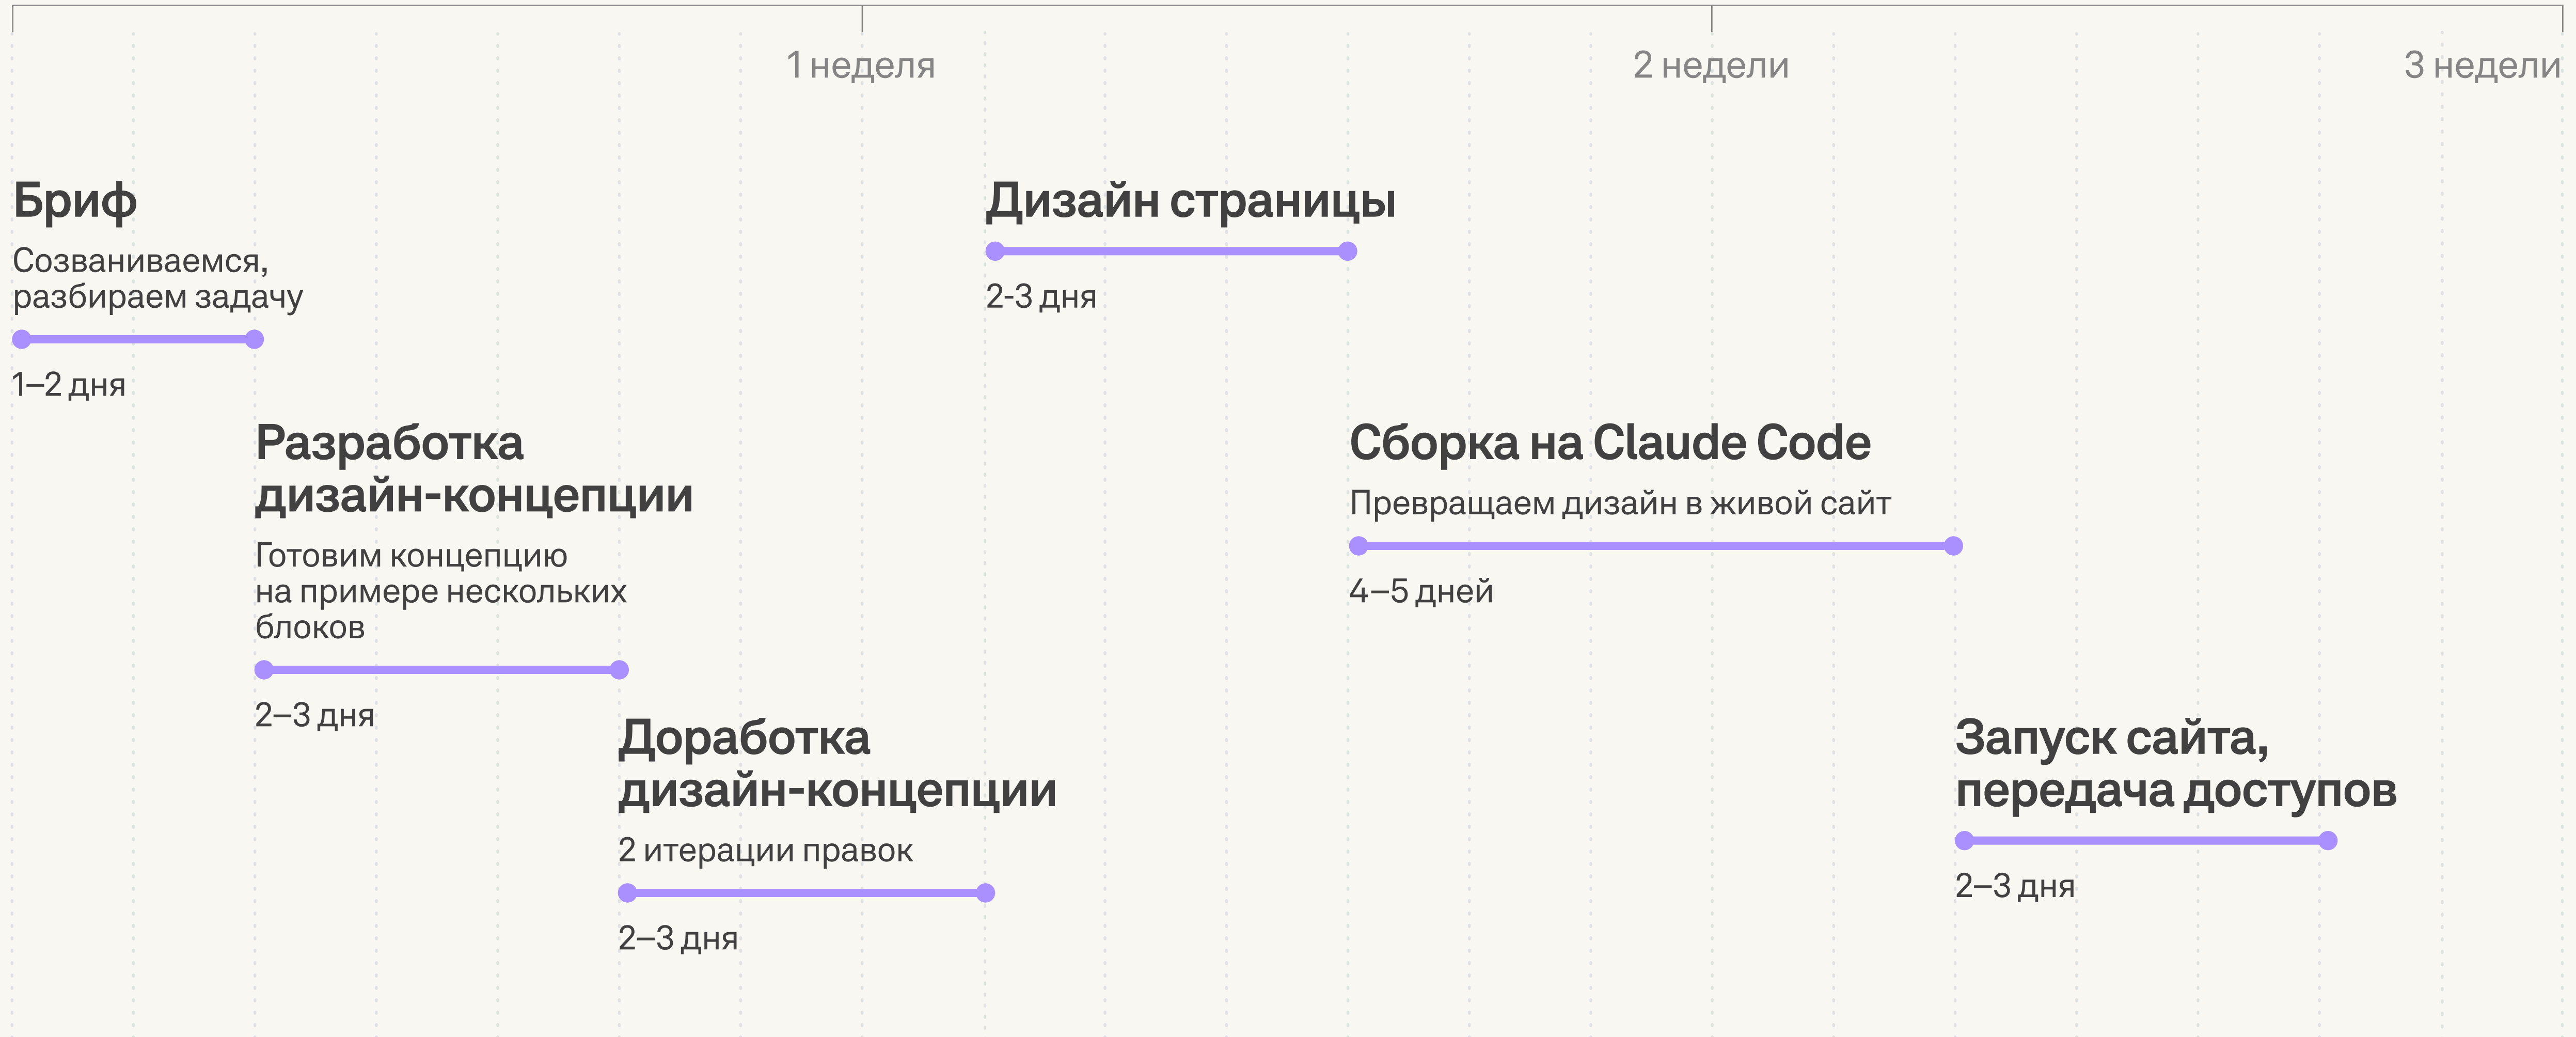 1 неделя
2 недели
3 недели
Бриф
Созваниваемся,
разбираем задачу
1–2 дня
Разработка
дизайн-концепции
Готовим концепцию
на примере нескольких
блоков
2–3 дня
Доработка
дизайн-концепции
2 итерации правок
2–3 дня
Дизайн страницы
2-3 дня
Сборка на Claude Code
Превращаем дизайн в живой сайт
4–5 дней
Запуск сайта,
передача доступов
2–3 дня